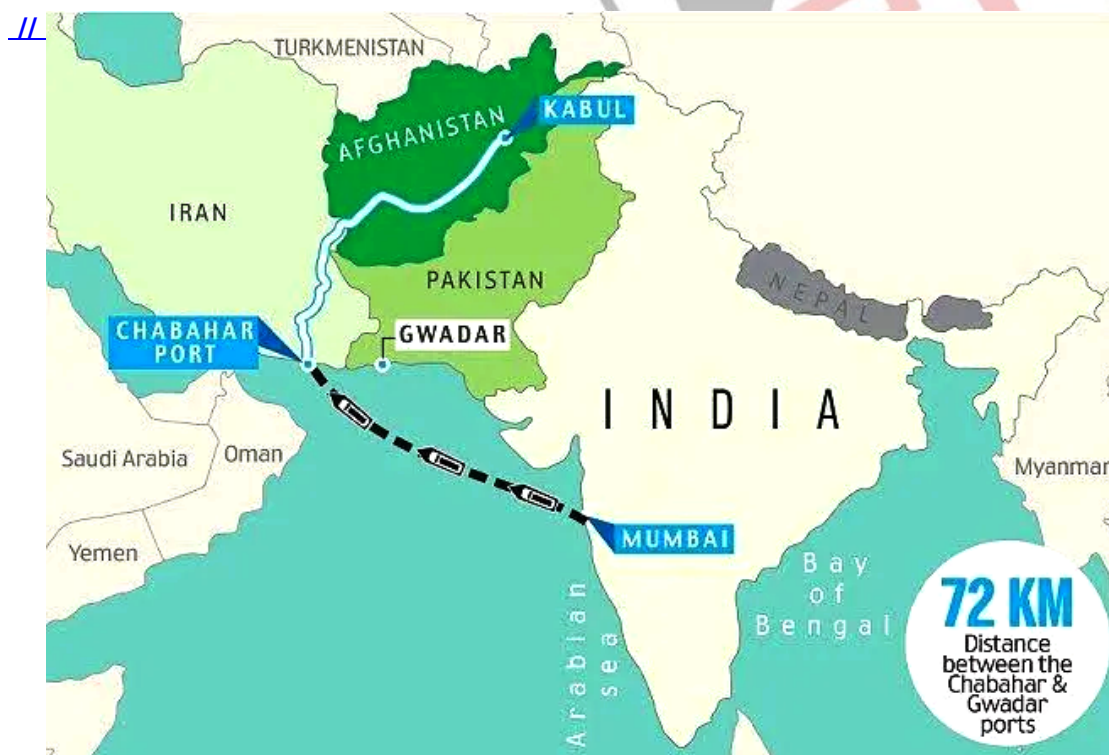 //
TURKMENISTAN
AFGHANISTAN
KABUL
IRAN
PAKISTAN
NEPAL
CHABAHAR
PORT
GWADAR
INDIA
Saudi Arabia
Oman
Myanmar
Yemen
MUMBAI
Arabian
sea
Bay
of
Bengal
72 KM
Distance
between the
Chabahar &
Gwadar
ports